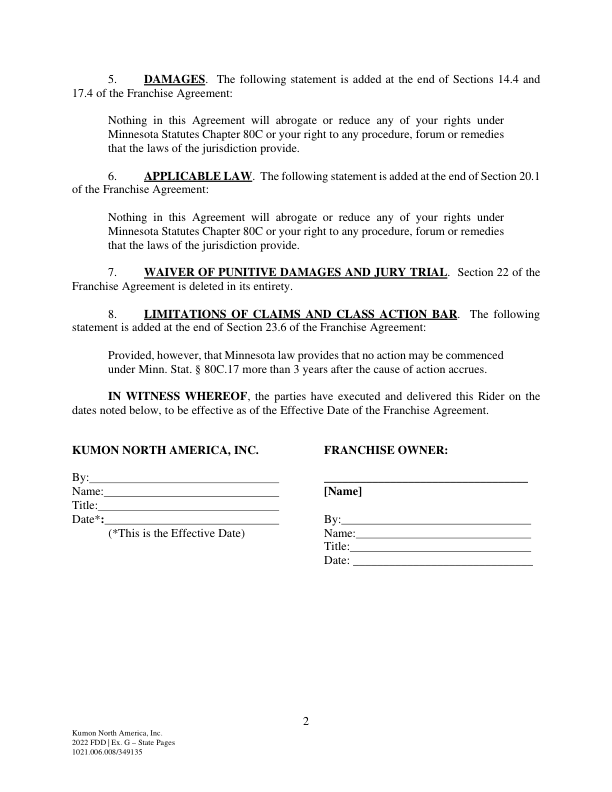 5. DAMAGES. The following statement is added at the end of Sections 14.4 and
17.4 of the Franchise Agreement:
Nothing in this Agreement will abrogate or reduce any of your rights under
Minnesota Statutes Chapter 80C or your right to any procedure, forum or remedies
that the laws of the jurisdiction provide.
6. APPLICABLE LAW. The following statement is added at the end of Section 20.1
of the Franchise Agreement:
Nothing in this Agreement will abrogate or reduce any of your rights under
Minnesota Statutes Chapter 80C or your right to any procedure, forum or remedies
that the laws of the jurisdiction provide.
7. WAIVER OF PUNITIVE DAMAGES AND JURY TRIAL. Section 22 of the
Franchise Agreement is deleted in its entirety.
8. LIMITATIONS OF CLAIMS AND CLASS ACTION BAR. The following
statement is added at the end of Section 23.6 of the Franchise Agreement:
Provided, however, that Minnesota law provides that no action may be commenced
under Minn. Stat. § 80C.17 more than 3 years after the cause of action accrues.
IN WITNESS WHEREOF, the parties have executed and delivered this Rider on the
dates noted below, to be effective as of the Effective Date of the Franchise Agreement.
KUMON NORTH AMERICA, INC.
By:
Name:
Title:
Date*:
(*This is the Effective Date)
FRANCHISE OWNER:
[Name]
By:
Name:
Title:
Date:
2
Kumon North America, Inc.
2022 FDD | Ex. G – State Pages
1021.006.008/349135